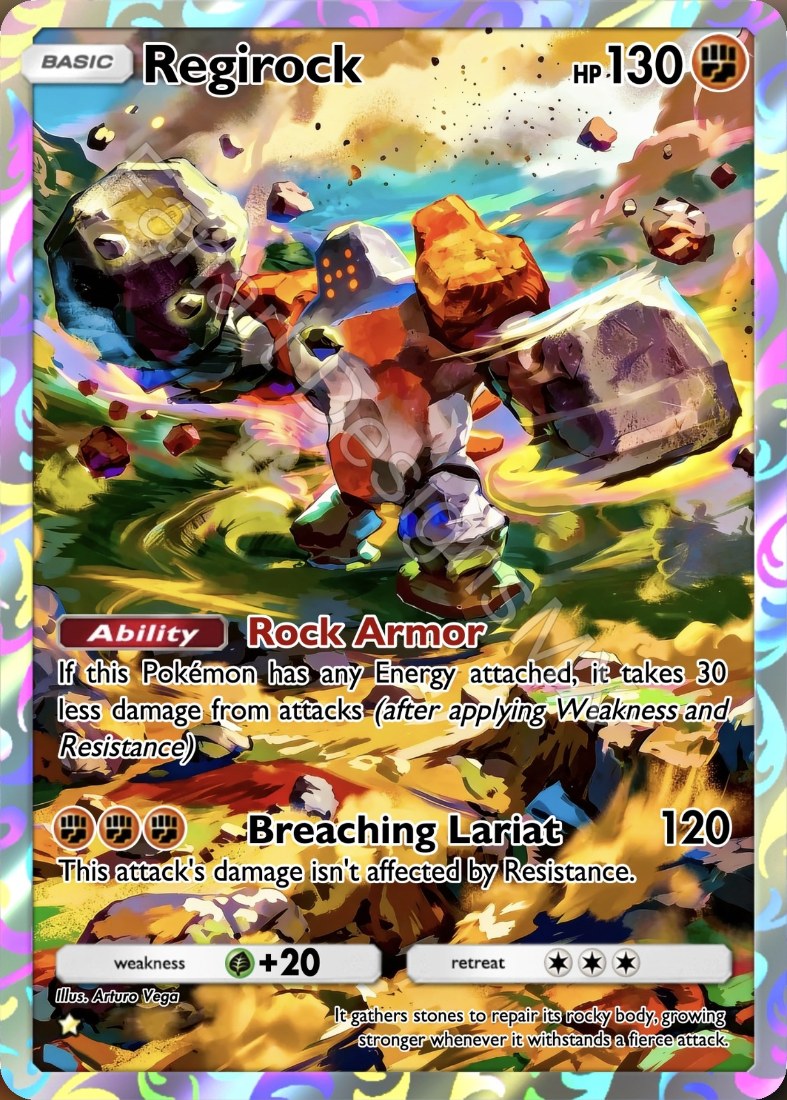 BASIC Regirock HP 130
Ability Rock Armor
If this Pokémon has any Energy attached, it takes 30
less damage from attacks (after applying Weakness and
Resistance)
Breaching Lariat 120
This attack's damage isn't affected by Resistance.
weakness +20 retreat
Illus. Arturo Vega
It gathers stones to repair its rocky body, growing
stronger whenever it withstands a fierce attack.